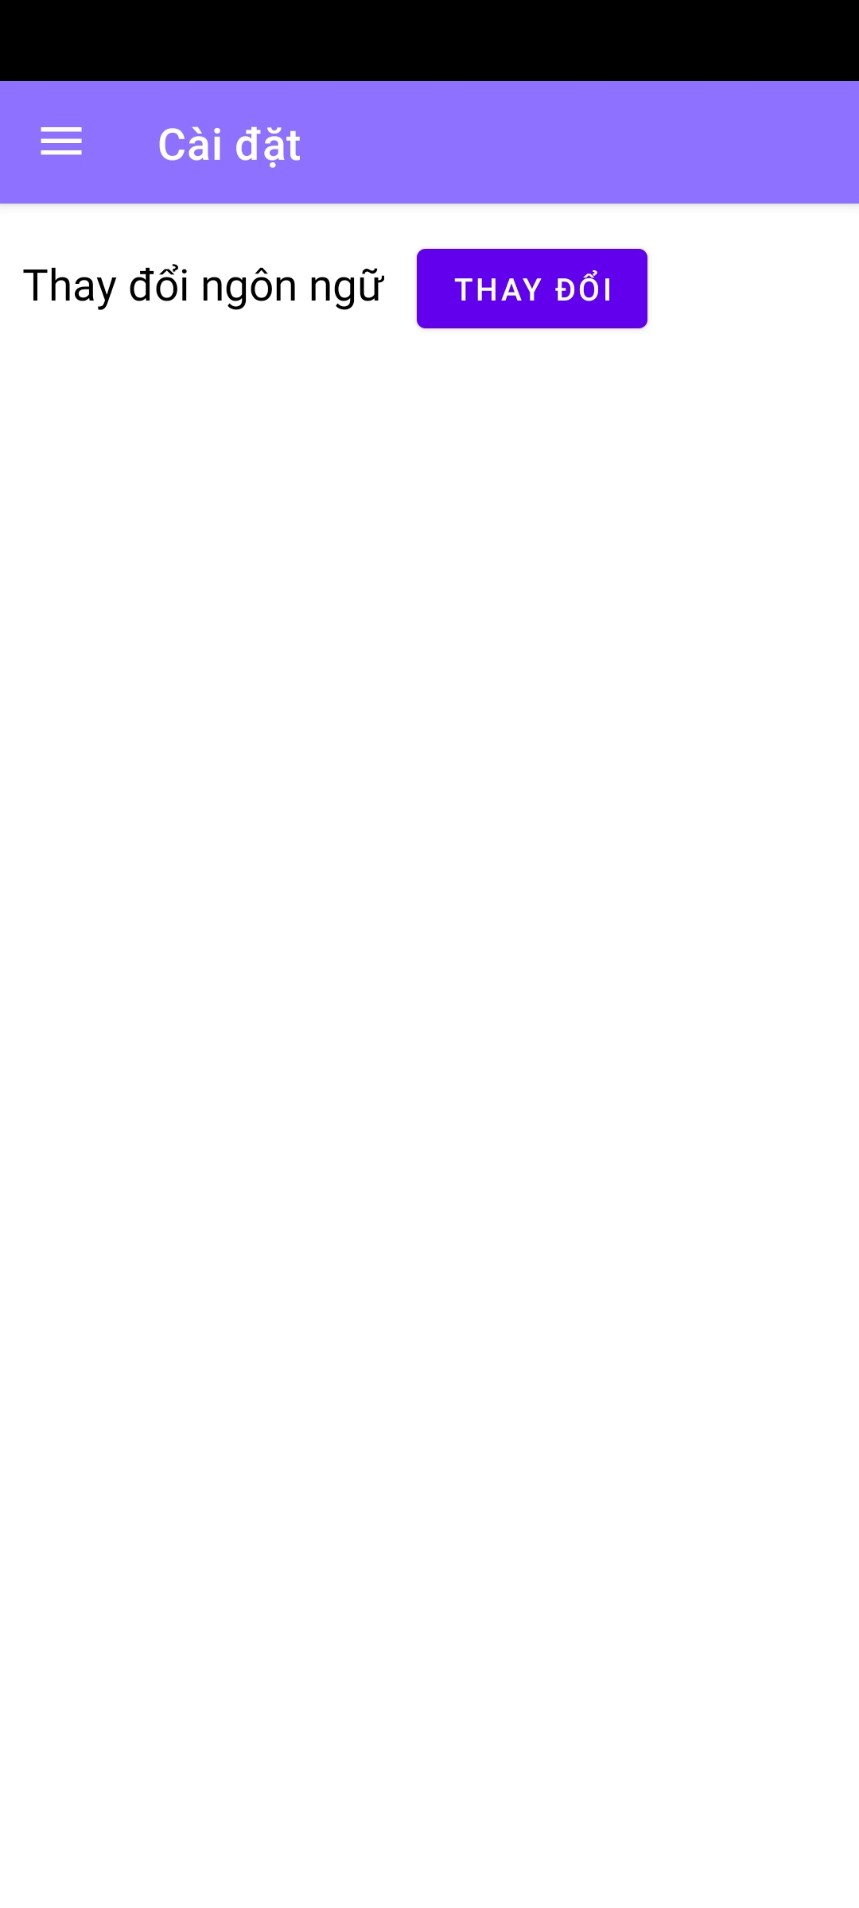 Cài đặt
Thay đổi ngôn ngữ
THAY ĐỔI